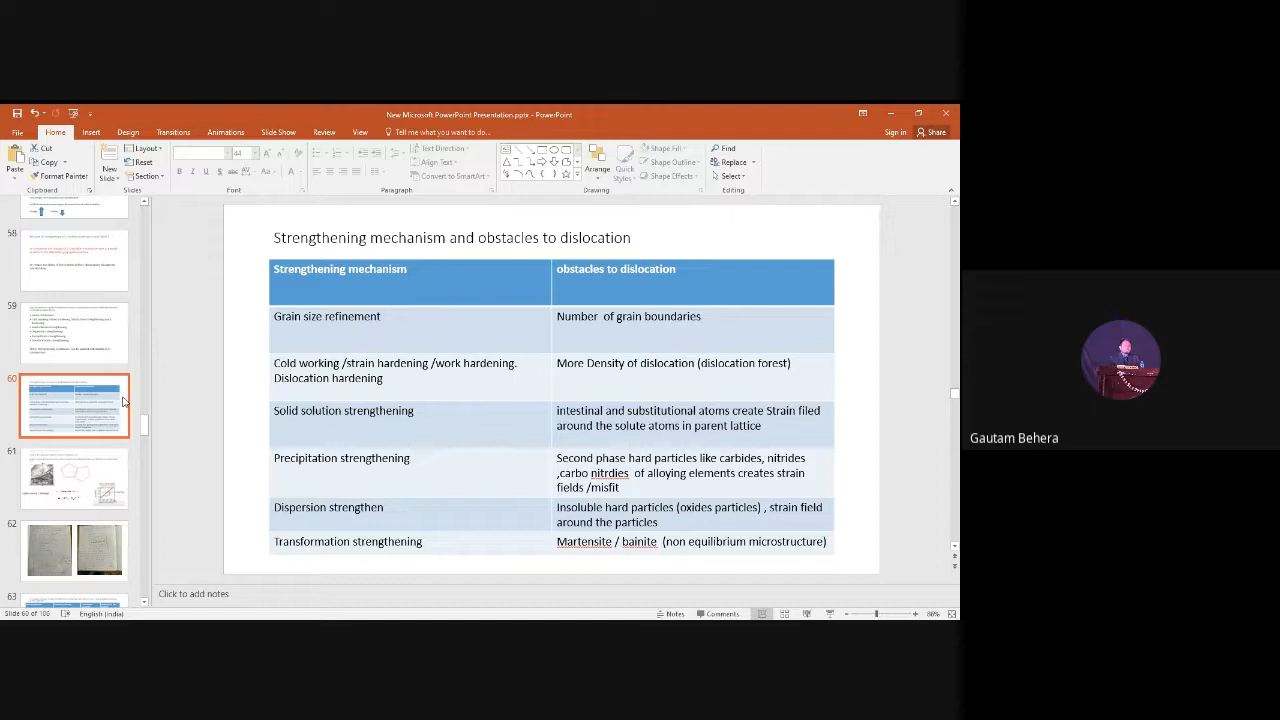 New Microsoft PowerPoint Presentation.pptx - PowerPoint
File Home Insert Design Transitions Animations Slide Show Review View Tell me what you want to do... Sign in Share
Paste
Cut
Copy
Format Painter
Clipboard
New
Slide
Layout
Reset
Section
Slides
44
Font
Text Direction
Align Text
Convert to SmartArt
Paragraph
Arrange
Quick
Styles
Shape Fill
Shape Outline
Shape Effects
Drawing
Find
Replace
Select
Editing
58
59
60
61
62
63
Strengthening mechanism and obstacles to dislocation
Strengthening mechanism obstacles to dislocation
Grain size refinement Number of grain boundaries
Cold working /strain hardening /work hardening. More Density of dislocation (dislocation forest)
Dislocation hardening
Solid solution strengthening Intestinal and substitutional atoms create strain field
around the solute atoms in parent lattice
Precipitation strengthening Second phase hard particles like carbides, nitrides
,carbo nitrdies of alloying elements creates strain
fields /misfit
Dispersion strengthen Insoluble hard particles (oxides particles) , strain field
around the particles
Transformation strengthening Martensite / bainite (non equilibrium microstructure)
Click to add notes
Slide 60 of 106 English (India) Notes Comments 86%
Gautam Behera